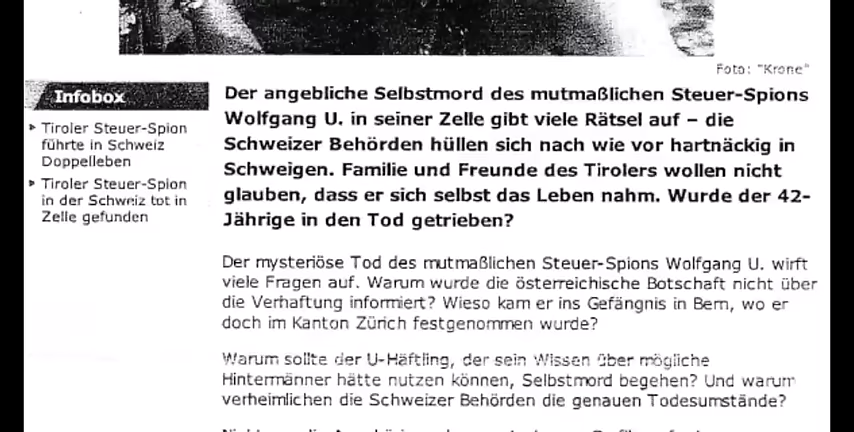 Foto: "Krone"
Infobox
Tiroler Steuer-Spion
führte in Schweiz
Doppelleben
Tiroler Steuer-Spion
in der Schweiz tot in
Zelle gefunden
Der angebliche Selbstmord des mutmaßlichen Steuer-Spions
Wolfgang U. in seiner Zelle gibt viele Rätsel auf – die
Schweizer Behörden hüllen sich nach wie vor hartnäckig in
Schweigen. Familie und Freunde des Tirolers wollen nicht
glauben, dass er sich selbst das Leben nahm. Wurde der 42-
Jährige in den Tod getrieben?
Der mysteriöse Tod des mutmaßlichen Steuer-Spions Wolfgang U. wirft
viele Fragen auf. Warum wurde die österreichische Botschaft nicht über
die Verhaftung informiert? Wieso kam er ins Gefängnis in Bern, wo er
doch im Kanton Zürich festgenommen wurde?
Warum sollte der U-Häftling, der sein Wissen über mögliche
Hintermänner hätte nutzen können, Selbstmord begehen? Und warum
verheimlichen die Schweizer Behörden die genauen Todesumstände?